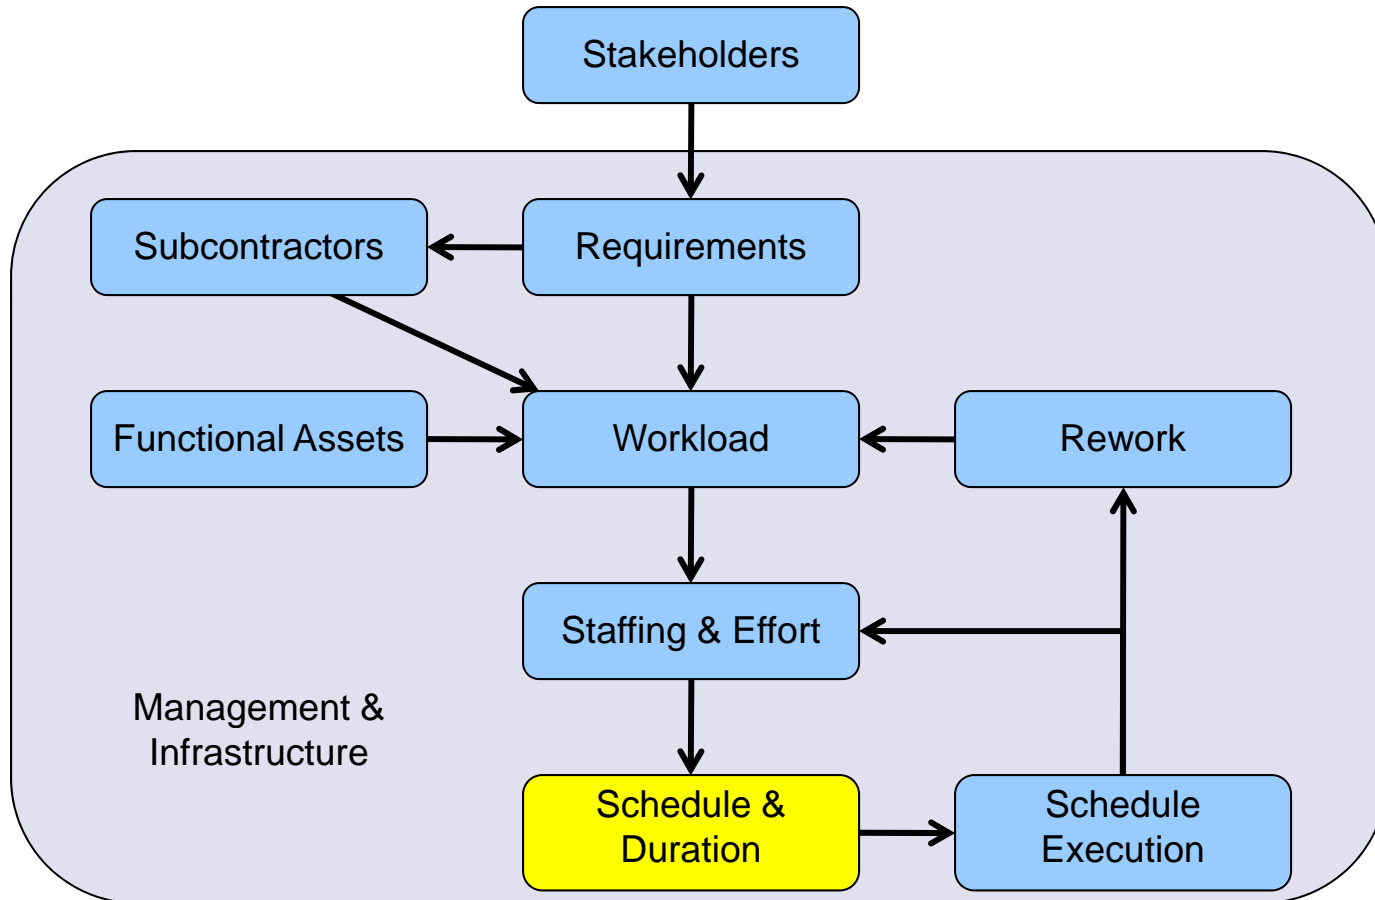 Stakeholders
Subcontractors
Requirements
Functional Assets
Workload
Rework
Staffing & Effort
Management &
Infrastructure
Schedule &
Duration
Schedule
Execution